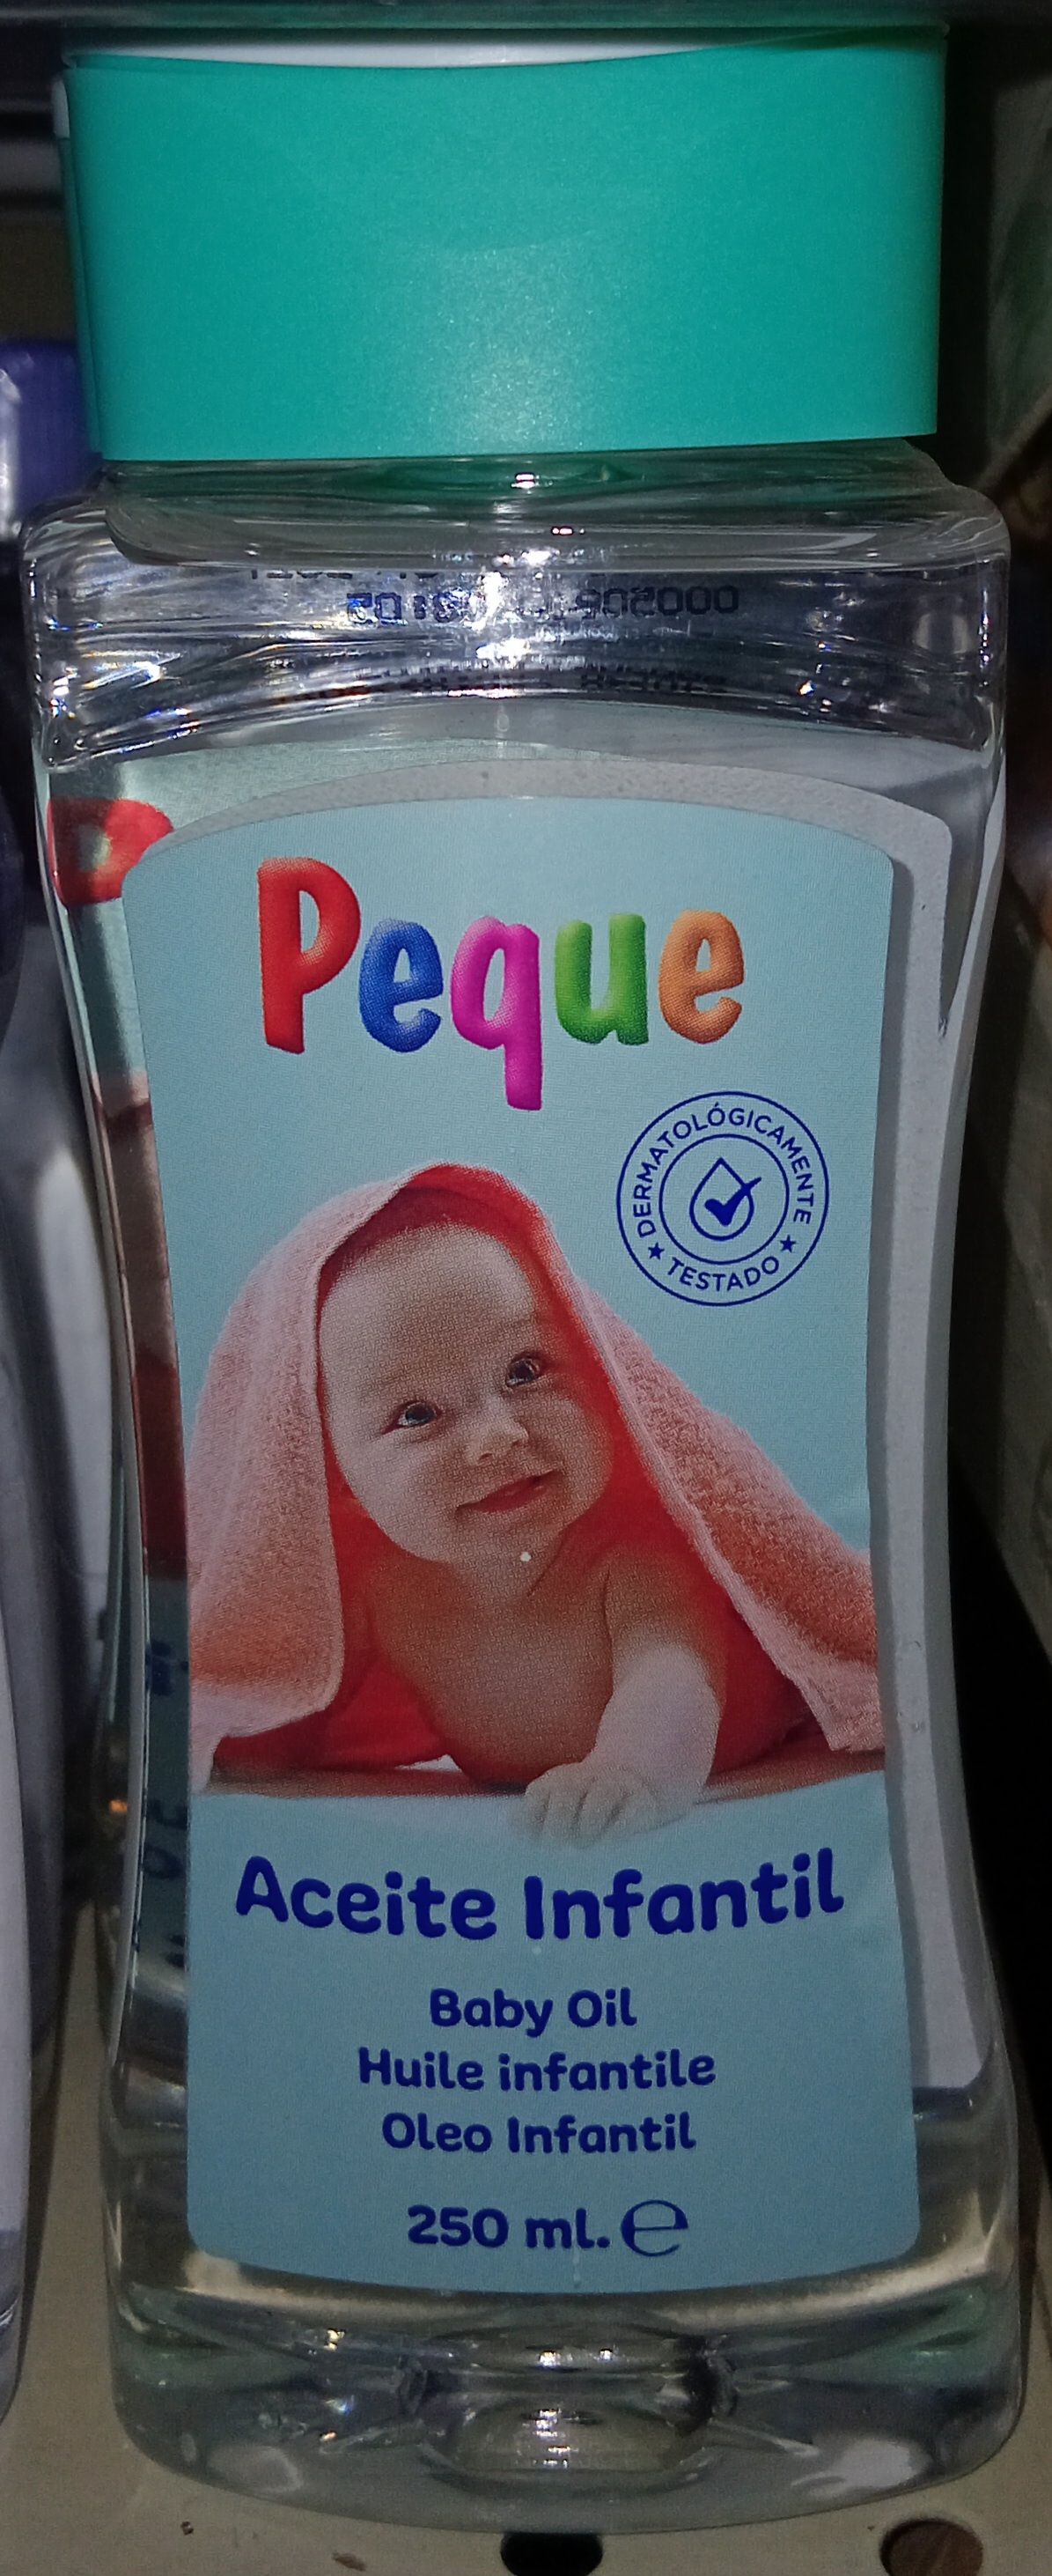 Peque
DERMATOLÓGICAMENTE
TESTADO
Aceite Infantil
Baby Oil
Huile infantile
Oleo Infantil
250 ml. ℮